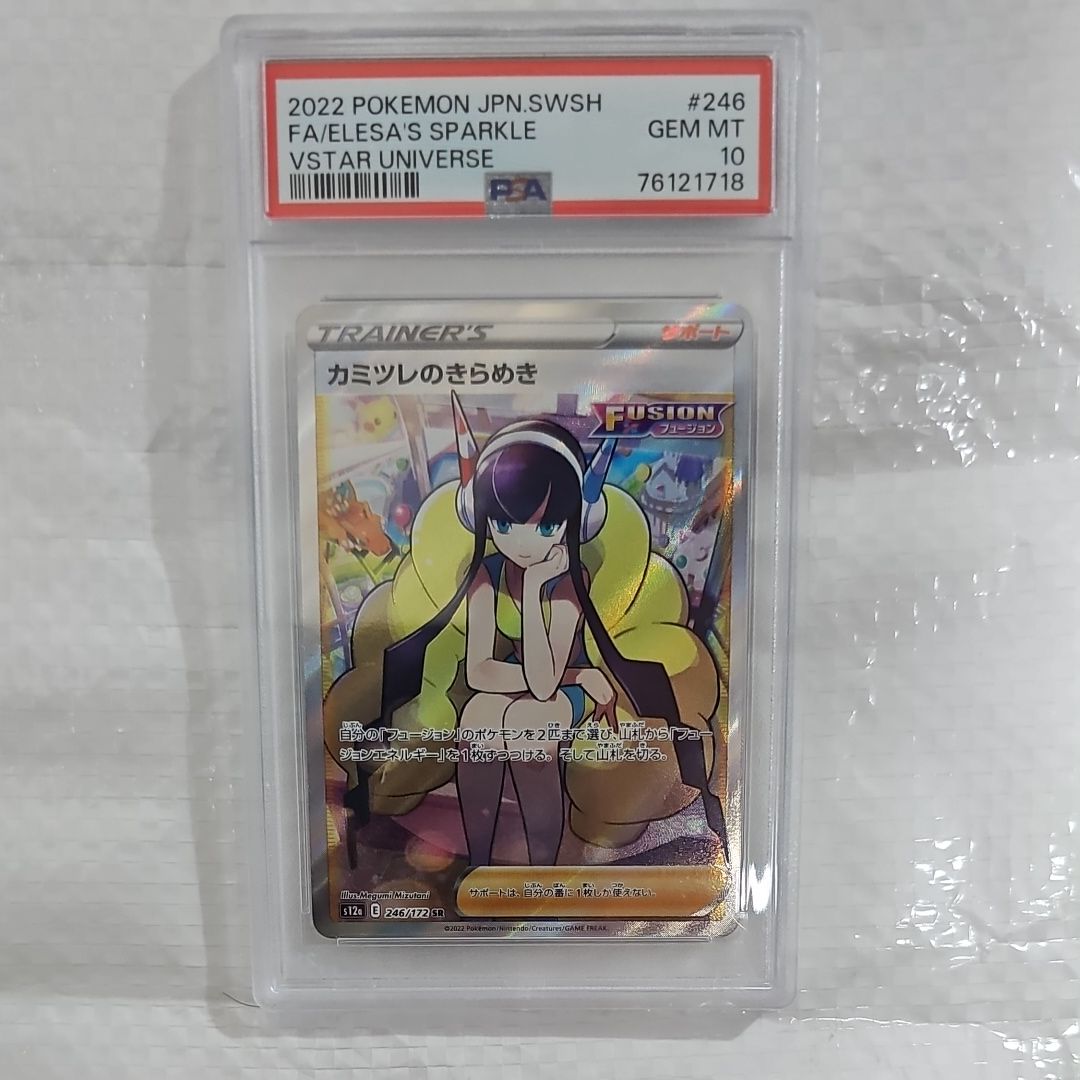 2022 POKEMON JPN.SWSH #246
FA/ELESA'S SPARKLE GEM MT
VSTAR UNIVERSE 10
76121718
PSA
TRAINER'S サポート
カミツレのきらめき
FUSION
フュージョン
自分の「フュージョン」のポケモンを2匹まで選び、山札から「フュー
ジョンエネルギー」を1枚ずつつける。そして山札を切る。
サポートは、自分の番に1枚しか使えない。
Illus.Megumi Mizutani
s12a E 246/172 SR
©2022 Pokémon/Nintendo/Creatures/GAME FREAK.